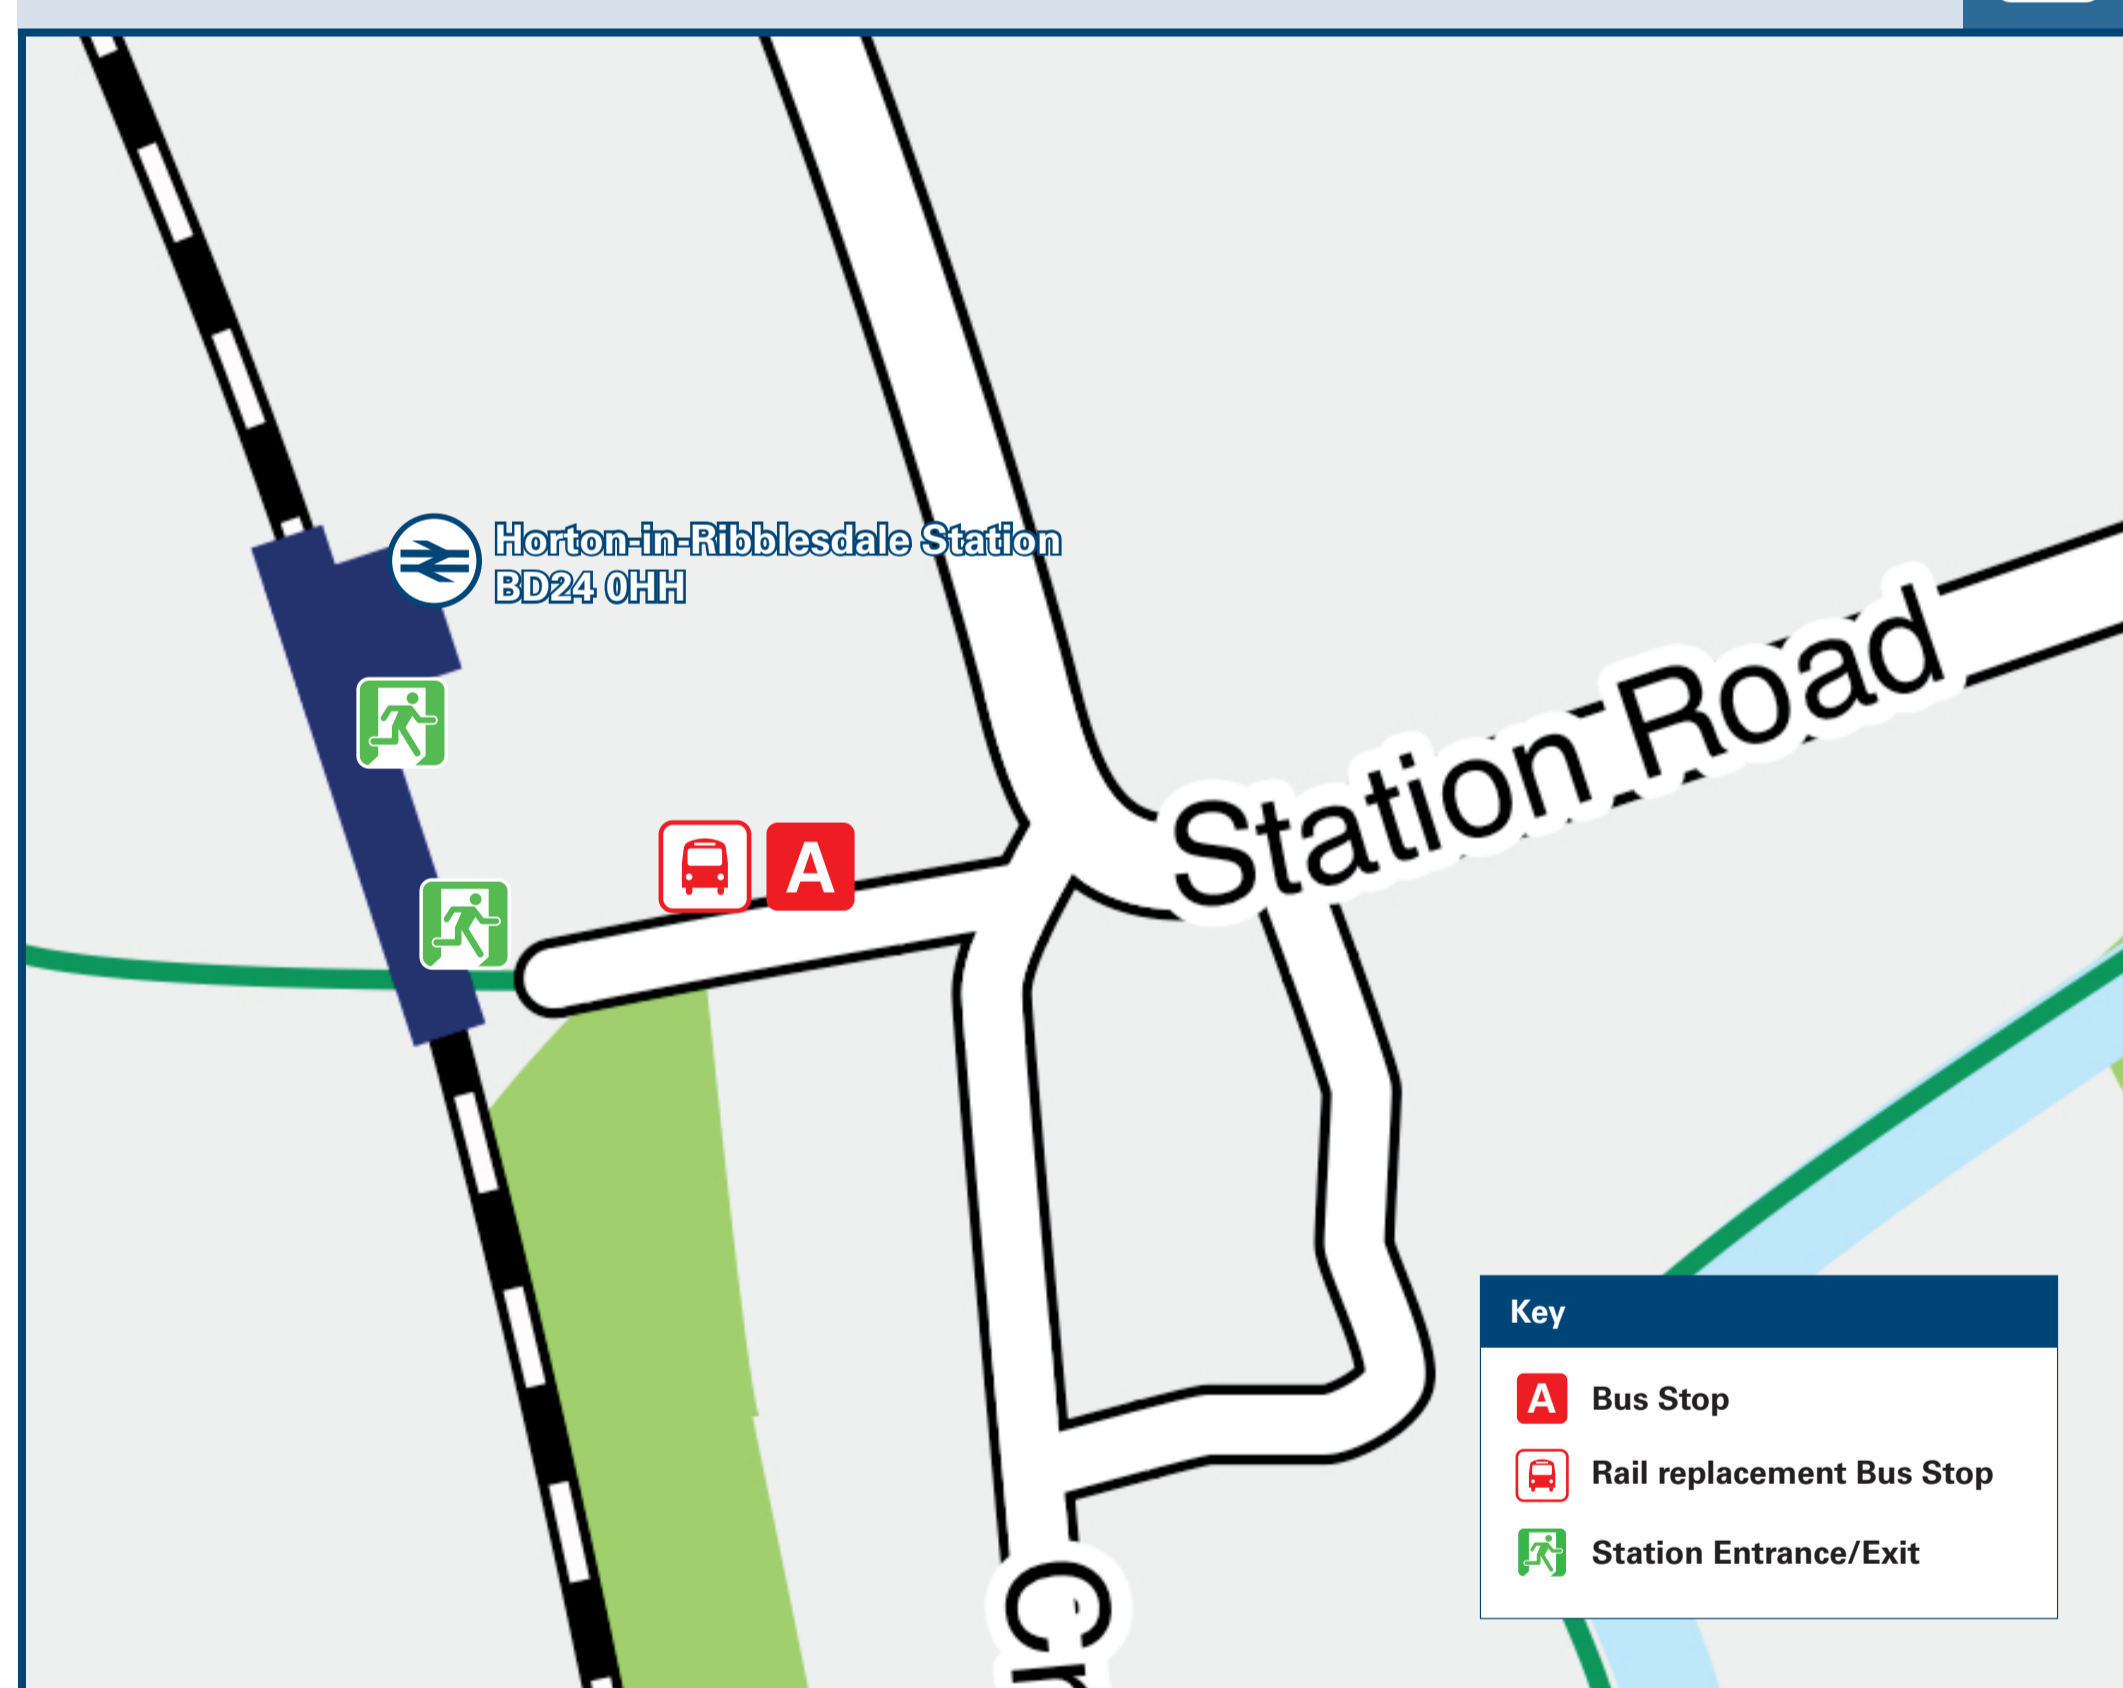 Horton-in-Ribblesdale Station
BD24 0HH
Station Road
A
Key
A Bus Stop
Rail replacement Bus Stop
Station Entrance/Exit